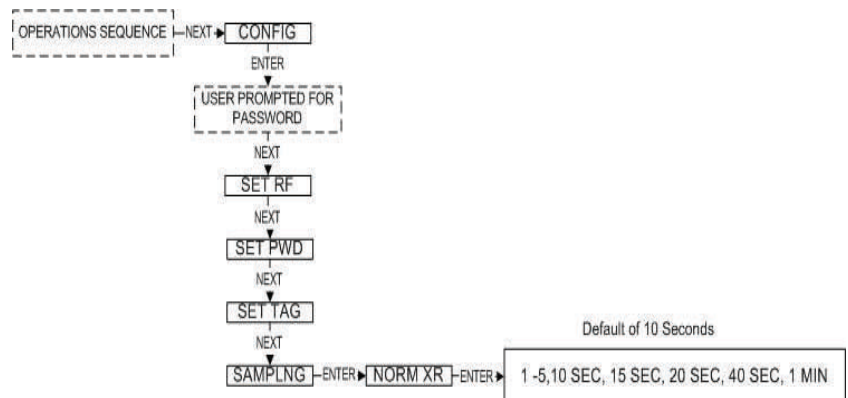 OPERATIONS SEQUENCE
NEXT
CONFIG
ENTER
USER PROMPTED FOR
PASSWORD
NEXT
SET RF
NEXT
SET PWD
NEXT
SET TAG
NEXT
Default of 10 Seconds
SAMPLNG
ENTER
NORM XR
ENTER
1 -5,10 SEC, 15 SEC, 20 SEC, 40 SEC, 1 MIN